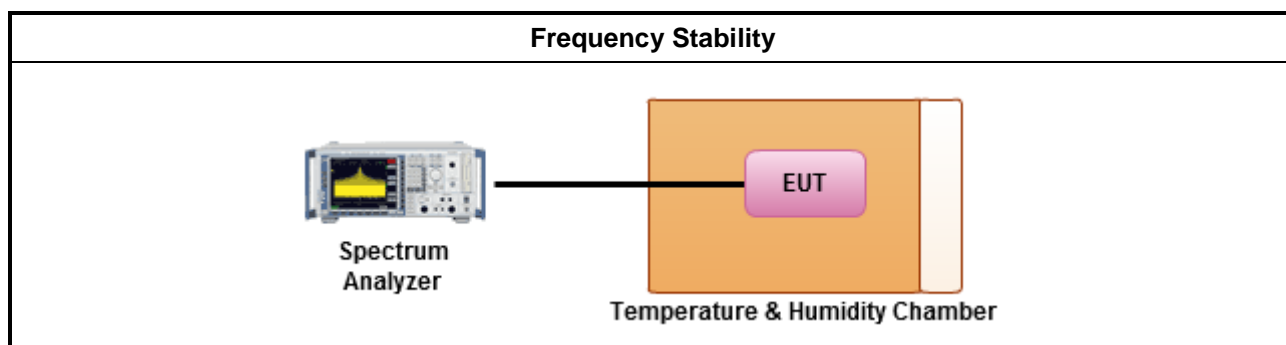 Frequency Stability
EUT
Spectrum
Analyzer
Temperature & Humidity Chamber